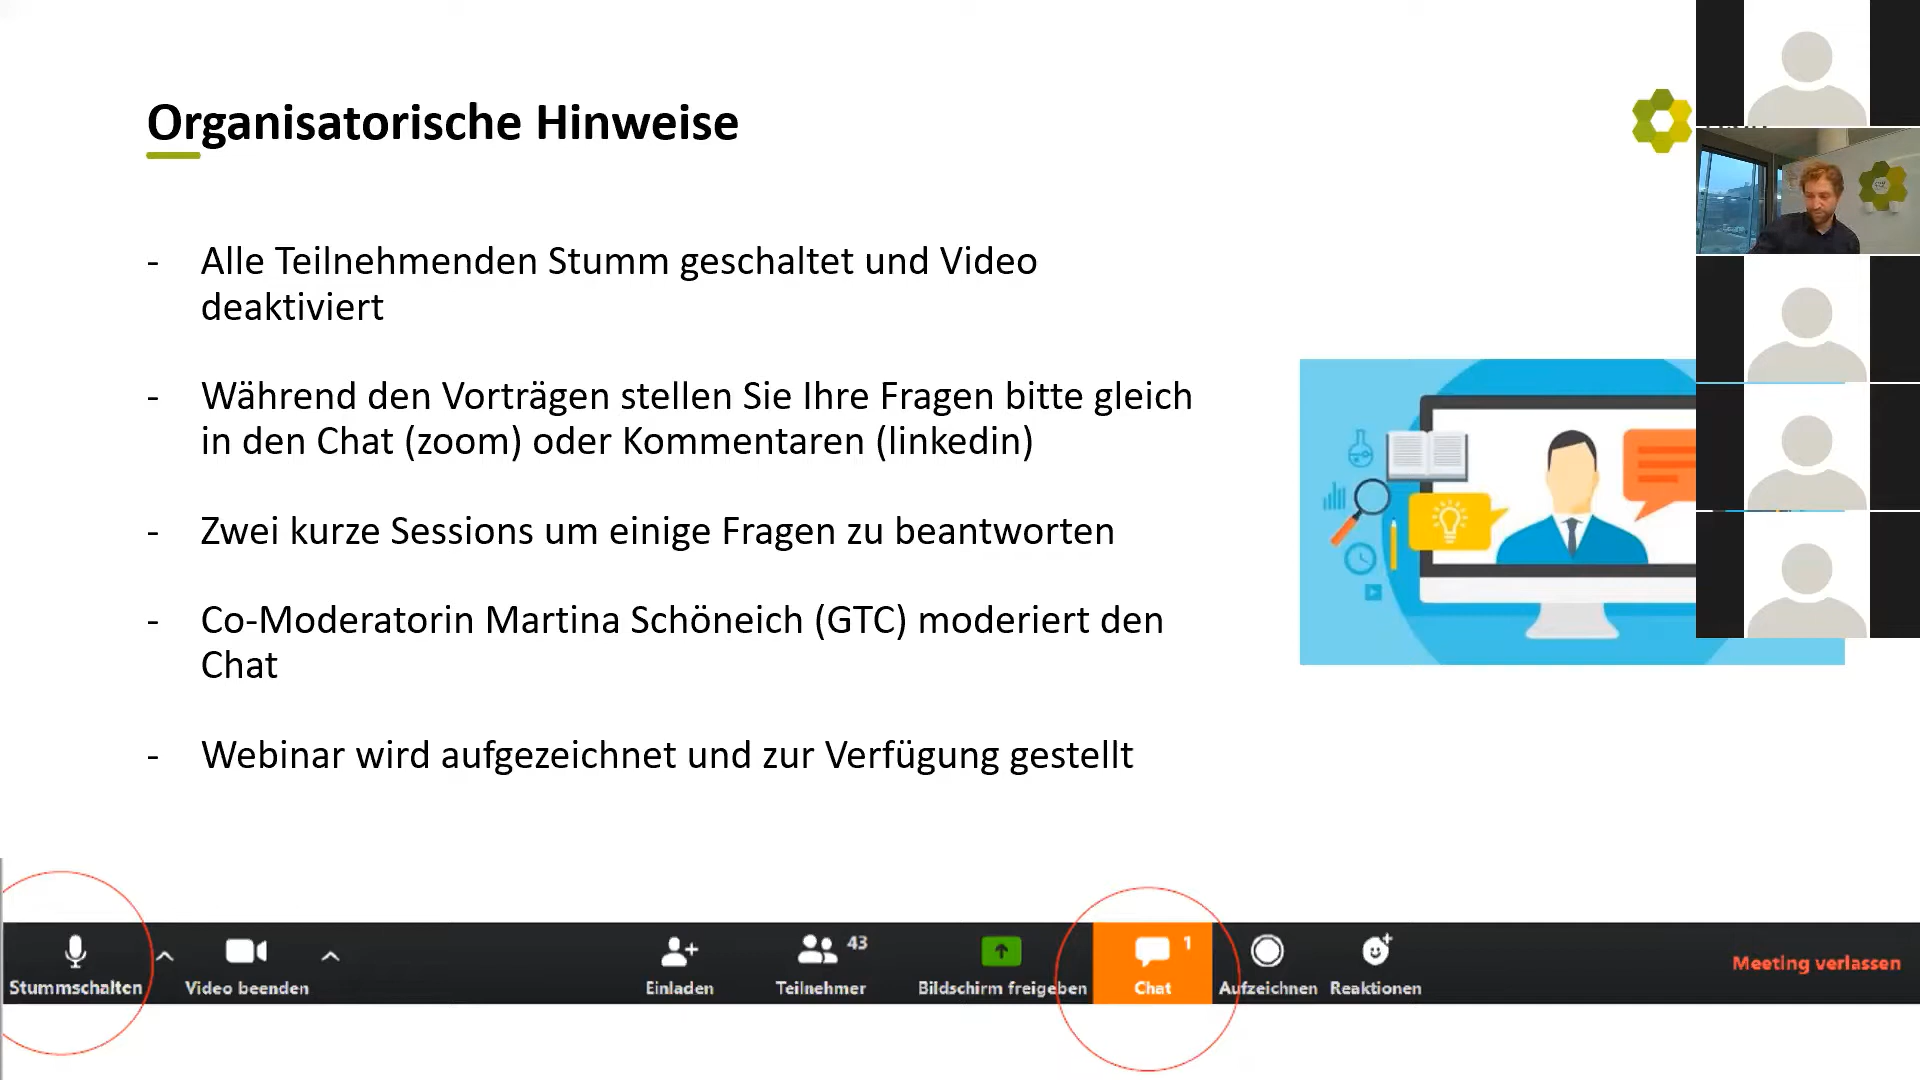 Organisatorische Hinweise
- Alle Teilnehmenden Stumm geschaltet und Video
deaktiviert
- Während den Vorträgen stellen Sie Ihre Fragen bitte gleich
in den Chat (zoom) oder Kommentaren (linkedin)
- Zwei kurze Sessions um einige Fragen zu beantworten
- Co-Moderatorin Martina Schöneich (GTC) moderiert den
Chat
- Webinar wird aufgezeichnet und zur Verfügung gestellt
43
1
Stummschalten
Video beenden
Einladen
Teilnehmer
Bildschirm freigeben
Chat
Aufzeichnen
Reaktionen
Meeting verlassen